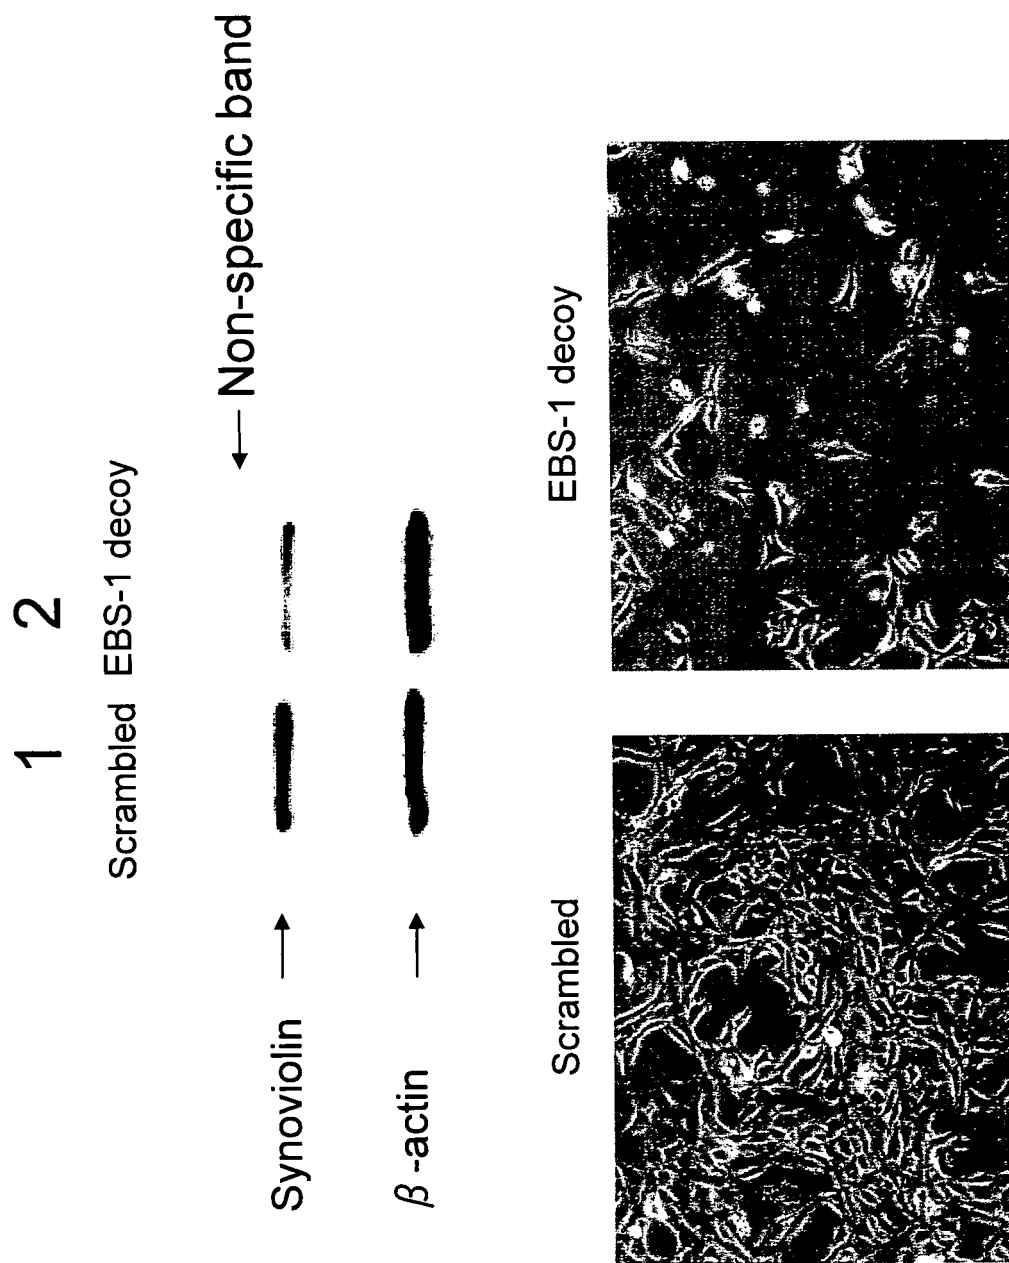 1 2
Scrambled EBS-1 decoy
Non-specific band
Synoviolin
β-actin
Scrambled EBS-1 decoy